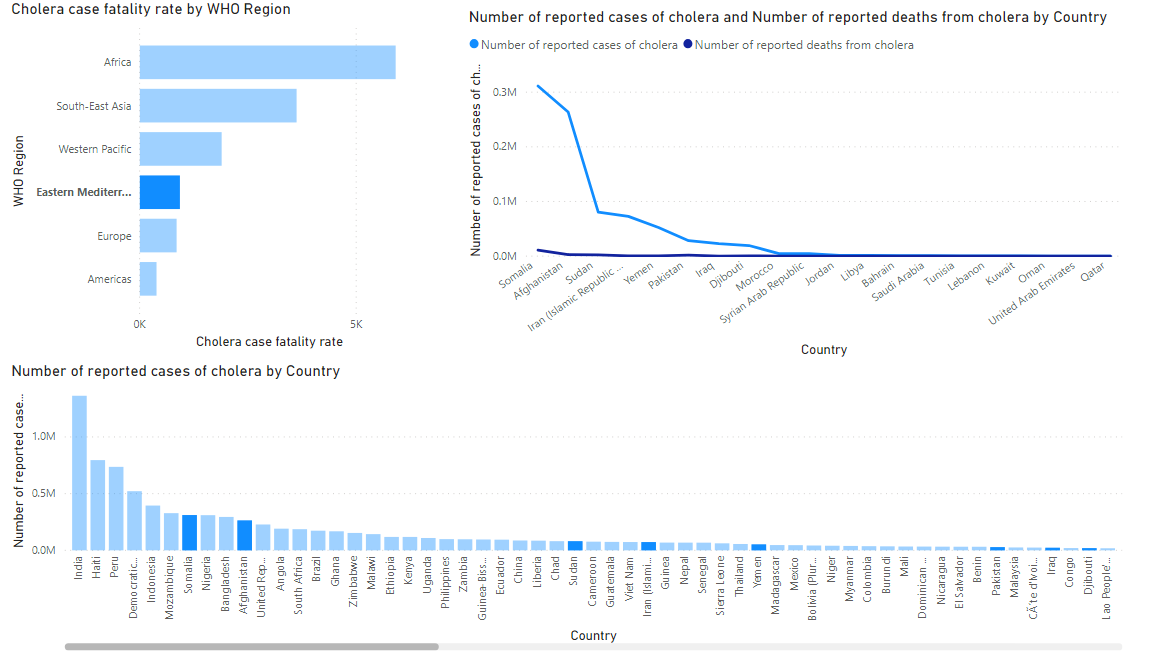 Cholera case fatality rate by WHO Region
WHO Region
Africa
South-East Asia
Western Pacific
Eastern Mediterr...
Europe
Americas
0K
5K
Cholera case fatality rate
Number of reported cases of cholera and Number of reported deaths from cholera by Country
Number of reported cases of cholera
Number of reported deaths from cholera
Number of reported cases of ch...
0.3M
0.2M
0.1M
0.0M
Somalia
Afghanistan
Sudan
Iran (Islamic Republic ...
Yemen
Pakistan
Iraq
Djibouti
Morocco
Syrian Arab Republic
Jordan
Libya
Bahrain
Saudi Arabia
Tunisia
Lebanon
Kuwait
Oman
United Arab Emirates
Qatar
Country
Number of reported cases of cholera by Country
Number of reported case...
1.0M
0.5M
0.0M
India
Haiti
Peru
Democratic...
Indonesia
Mozambique
Somalia
Nigeria
Bangladesh
Afghanistan
United Rep...
Angola
South Africa
Brazil
Ghana
Zimbabwe
Malawi
Ethiopia
Kenya
Uganda
Philippines
Zambia
Guinea-Biss...
Ecuador
China
Liberia
Chad
Sudan
Cameroon
Guatemala
Viet Nam
Iran (Islami...
Guinea
Nepal
Senegal
Sierra Leone
Thailand
Yemen
Madagascar
Mexico
Bolivia (Plur...
Niger
Myanmar
Colombia
Burundi
Mali
Dominican ...
Nicaragua
El Salvador
Benin
Pakistan
Malaysia
CÃ´te d'Ivoi...
Iraq
Congo
Djibouti
Lao People'...
Country